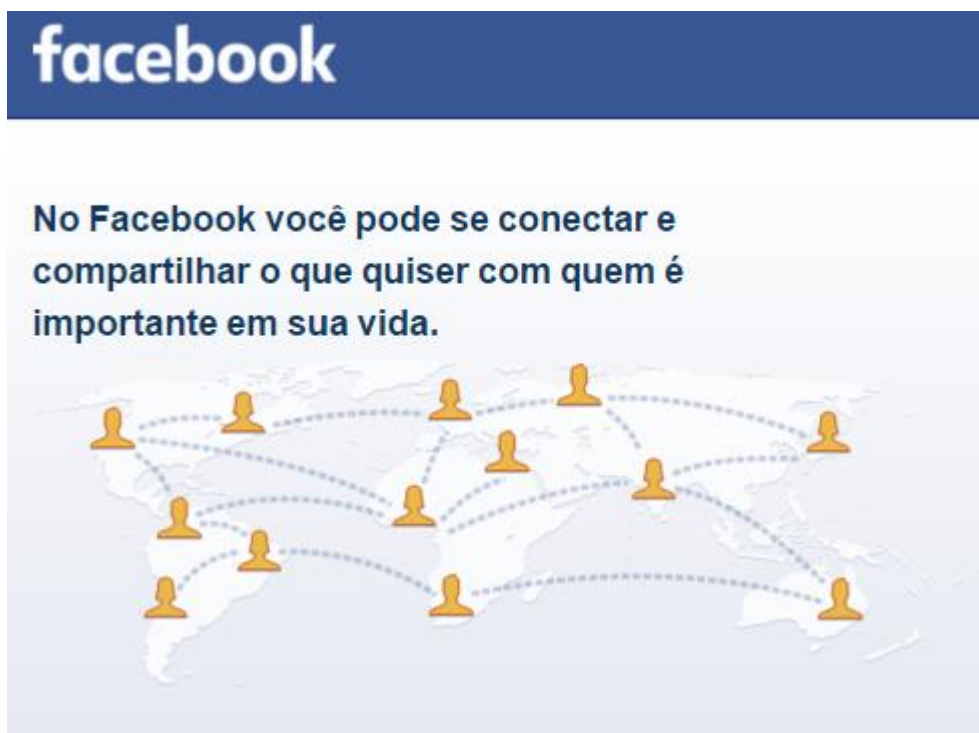 facebook
No Facebook você pode se conectar e
compartilhar o que quiser com quem é
importante em sua vida.